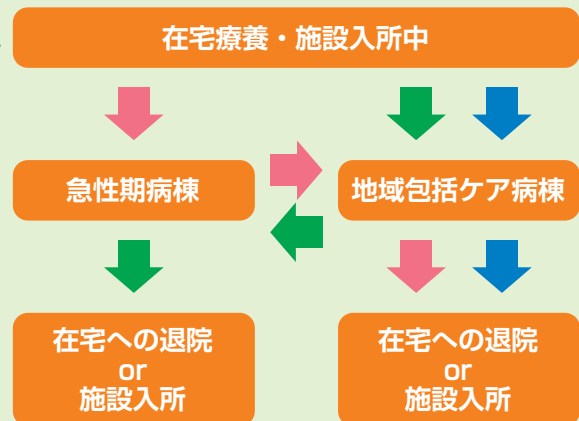 在宅療養・施設入所中
急性期病棟
地域包括ケア病棟
在宅への退院
or
施設入所
在宅への退院
or
施設入所